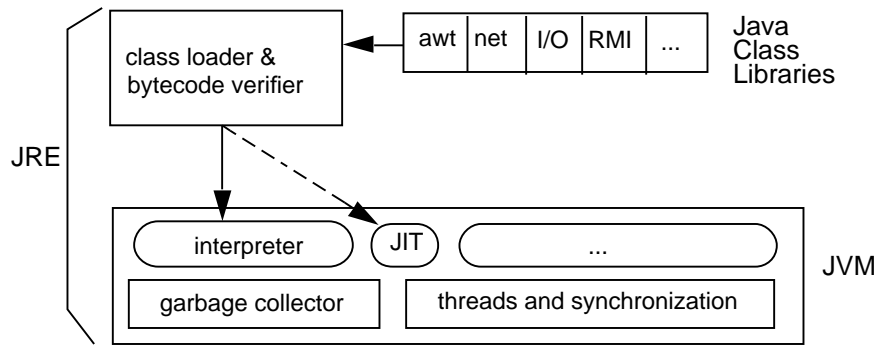 class loader &
bytecode verifier
awt net I/O RMI ...
Java
Class
Libraries
JRE
interpreter JIT ...
garbage collector threads and synchronization
JVM